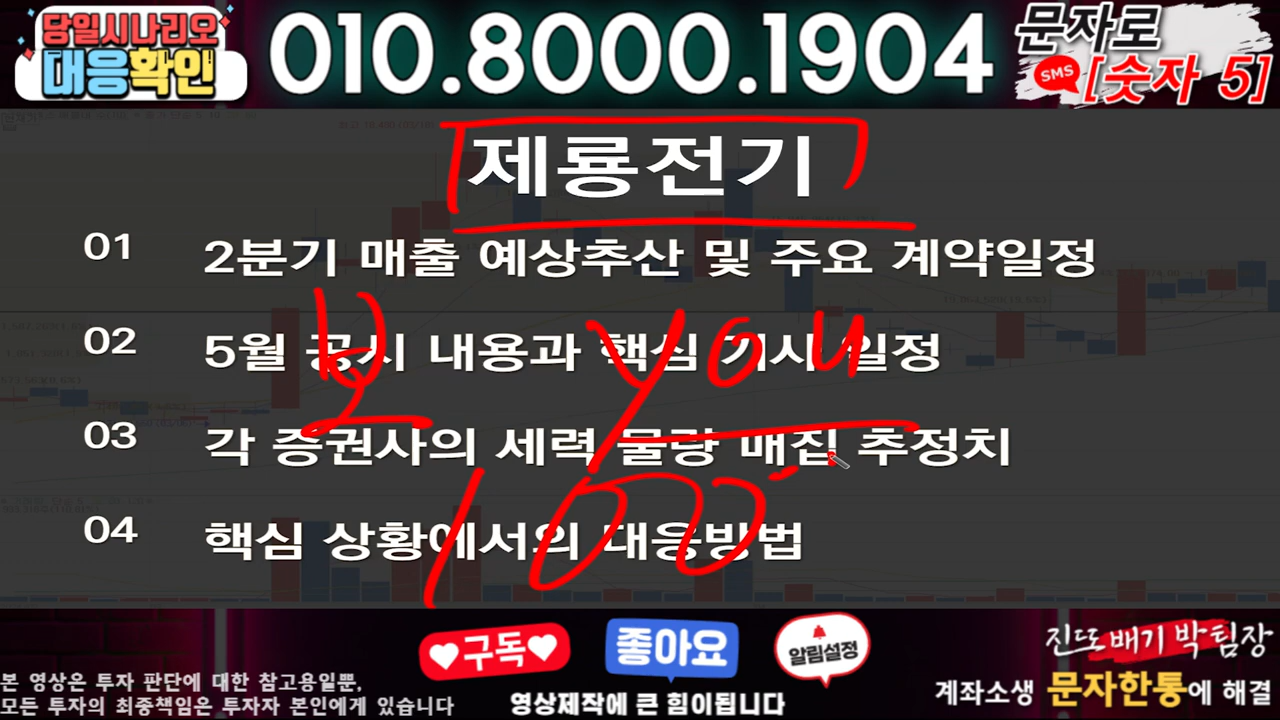 당일시나리오
대응확인
010.8000.1904
문자로
SMS [숫자 5]
제룡전기
01 2분기 매출 예상추산 및 주요 계약일정
02 5월 공시 내용과 핵심 기사 일정
03 각 증권사의 세력 물량 매집 추정치
04 핵심 상황에서의 대응방법
you
100
구독
좋아요
알림설정
영상제작에 큰 힘이됩니다
본 영상은 투자 판단에 대한 참고용일뿐,
모든 투자의 최종책임은 투자자 본인에게 있습니다
진또배기 박팀장
계좌소생 문자한통에 해결